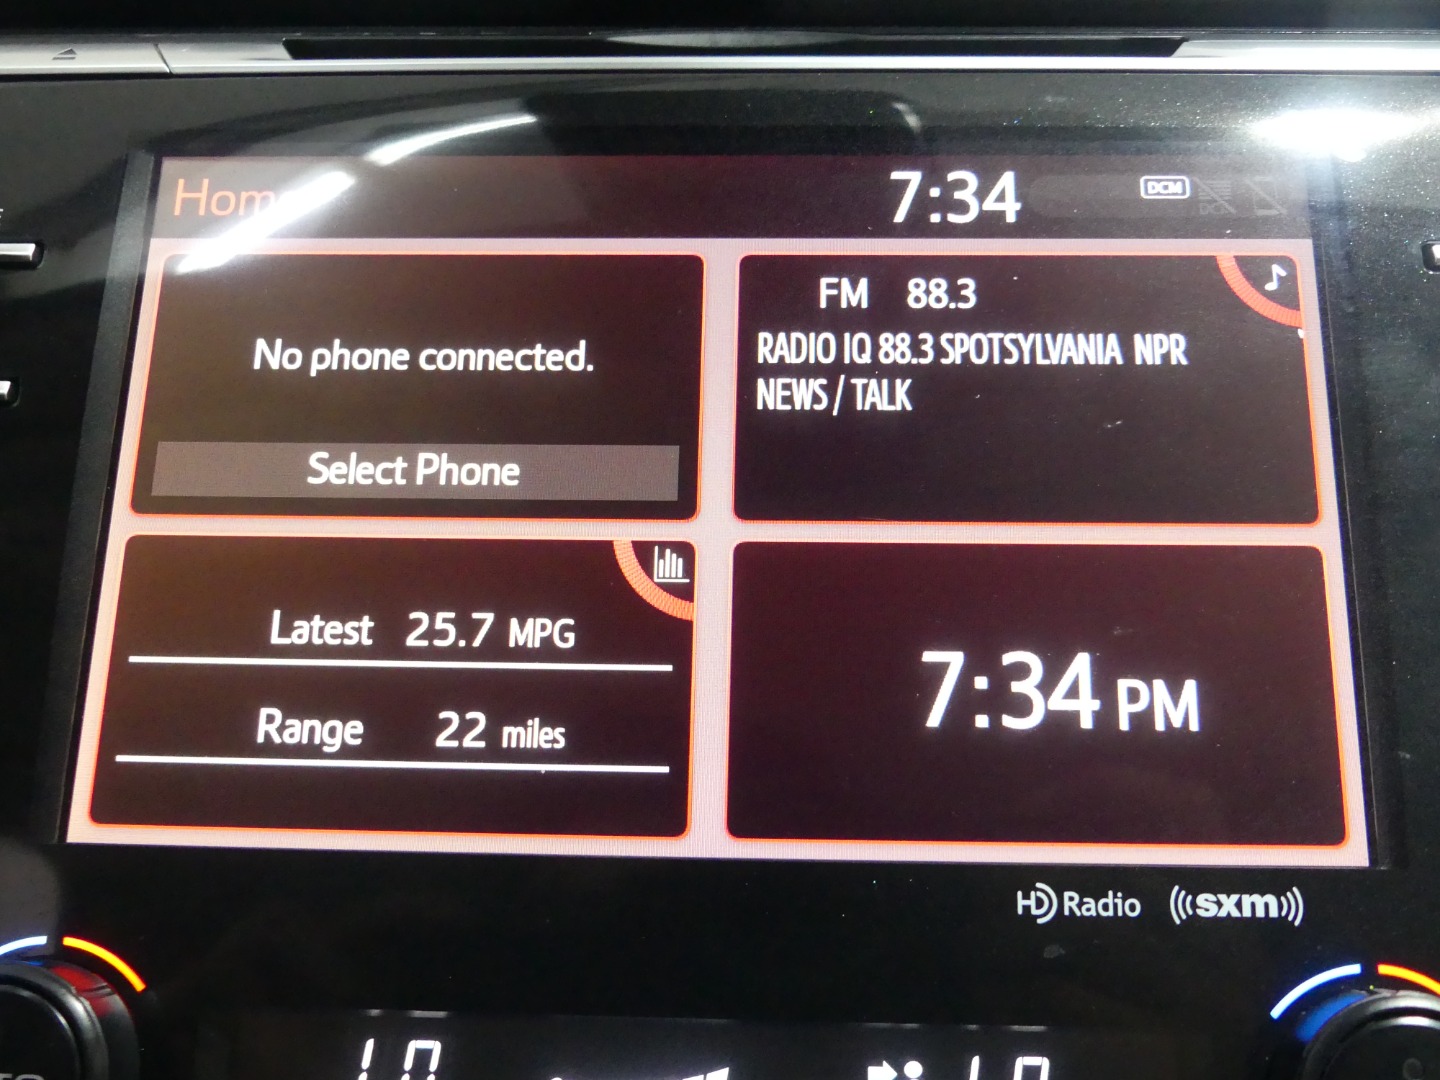 Home
7:34
DCM
No phone connected.
Select Phone
FM 88.3
RADIO IQ 88.3 SPOTSYLVANIA NPR
NEWS / TALK
Latest 25.7 MPG
Range 22 miles
7:34 PM
HD Radio
((sxm))